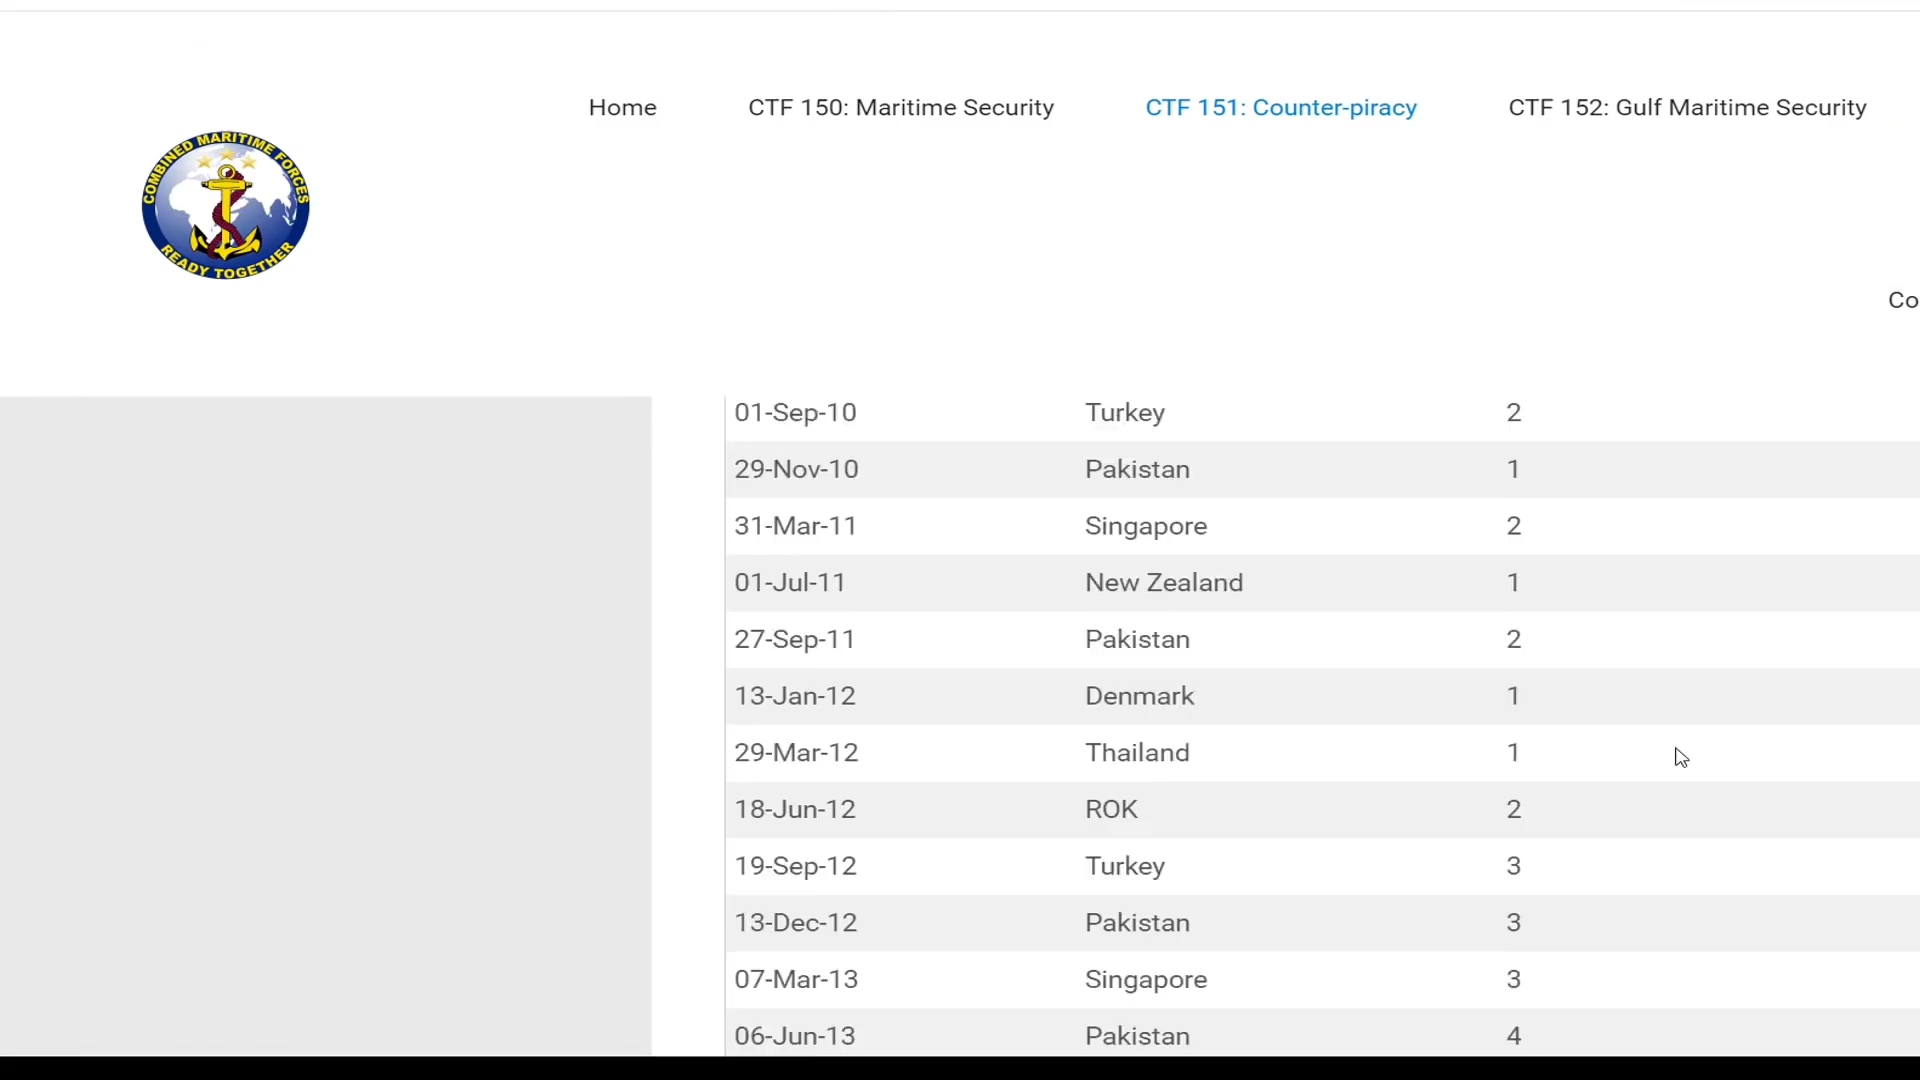 Home CTF 150: Maritime Security CTF 151: Counter-piracy CTF 152: Gulf Maritime Security
COMBINED MARITIME FORCES
READY TOGETHER
Co
01-Sep-10 Turkey 2
29-Nov-10 Pakistan 1
31-Mar-11 Singapore 2
01-Jul-11 New Zealand 1
27-Sep-11 Pakistan 2
13-Jan-12 Denmark 1
29-Mar-12 Thailand 1
18-Jun-12 ROK 2
19-Sep-12 Turkey 3
13-Dec-12 Pakistan 3
07-Mar-13 Singapore 3
06-Jun-13 Pakistan 4